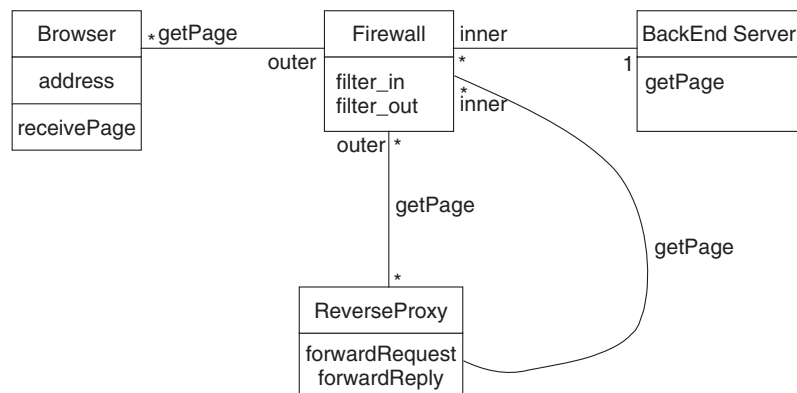 Browser
address
receivePage
* getPage
outer
Firewall
filter_in
filter_out
inner
*
*
inner
1
BackEnd Server
getPage
outer *
getPage
*
getPage
ReverseProxy
forwardRequest
forwardReply